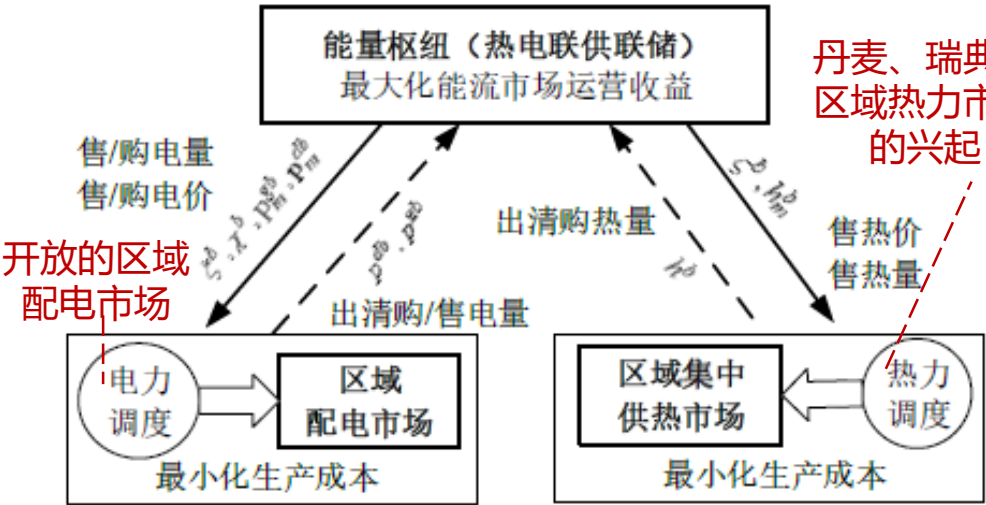 能量枢纽（热电联供联储）
最大化能流市场运营收益
丹麦、瑞典
区域热力市
的兴起
售/购电量
售/购电价
出清购热量
售热价
售热量
开放的区域
配电市场
出清购/售电量
电力
调度
区域
配电市场
最小化生产成本
区域集中
供热市场
热力
调度
最小化生产成本